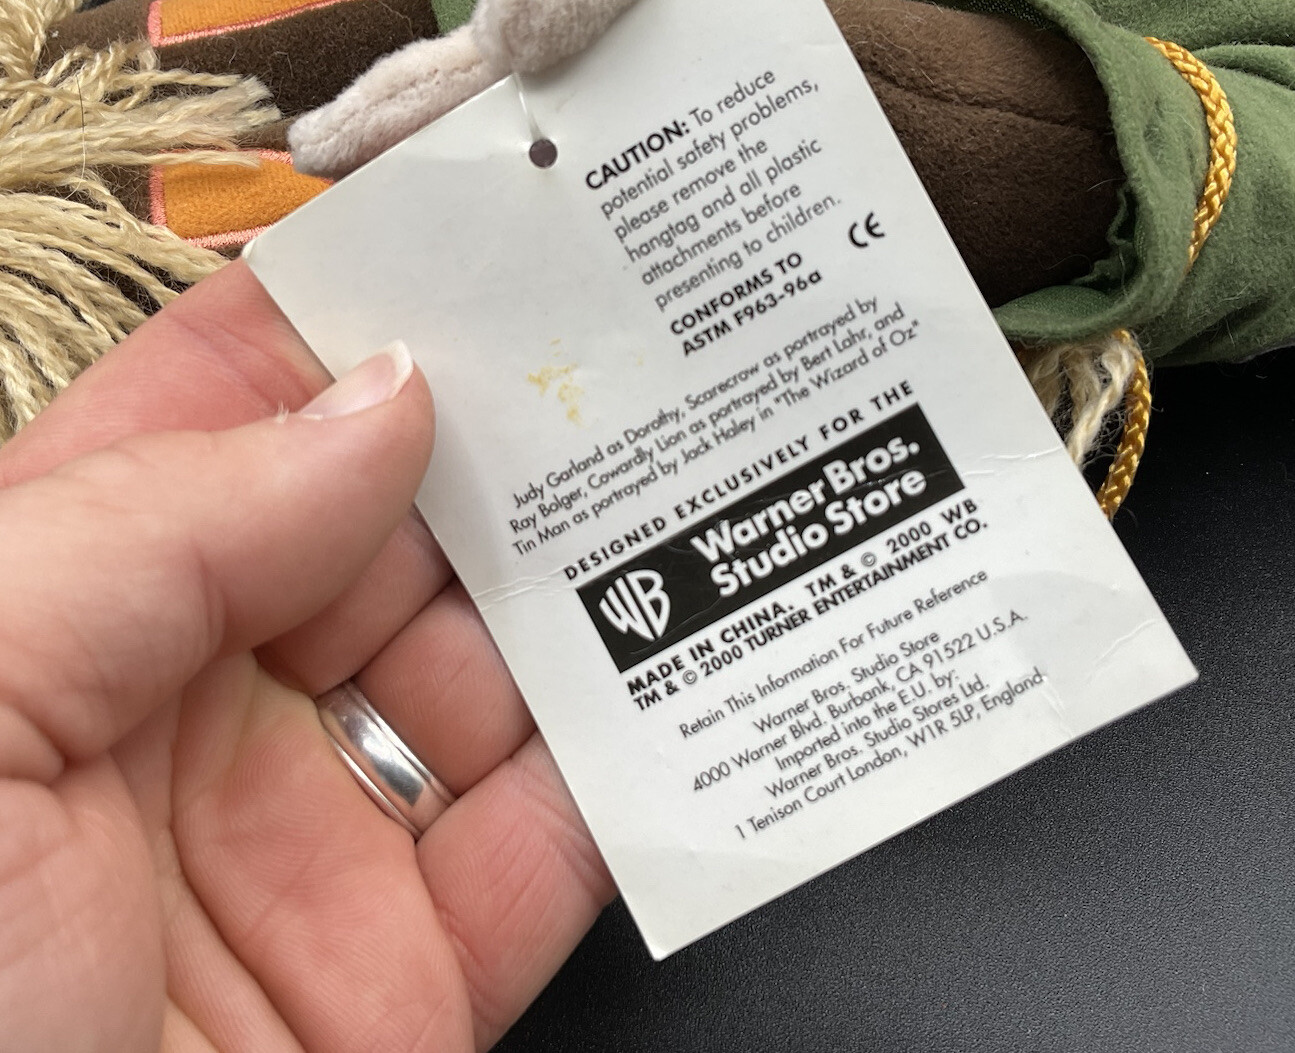 CAUTION: To reduce
potential safety problems,
please remove the
hangtag and all plastic
attachments before
presenting to children.
CE
CONFORMS TO
ASTM F963-96a
Judy Garland as Dorothy, Scarecrow as portrayed by
Ray Bolger, Cowardly Lion as portrayed by Bert Lahr, and
Tin Man as portrayed by Jack Haley in "The Wizard of Oz"
DESIGNED EXCLUSIVELY FOR THE
WB
Warner Bros.
Studio Store
MADE IN CHINA. TM & © 2000 WB
TM & © 2000 TURNER ENTERTAINMENT CO.
Retain This Information For Future Reference
Warner Bros. Studio Store
4000 Warner Blvd. Burbank, CA 91522 U.S.A.
Imported into the E.U. by:
Warner Bros. Studio Stores Ltd.
1 Tenison Court London, W1R 5LP, England